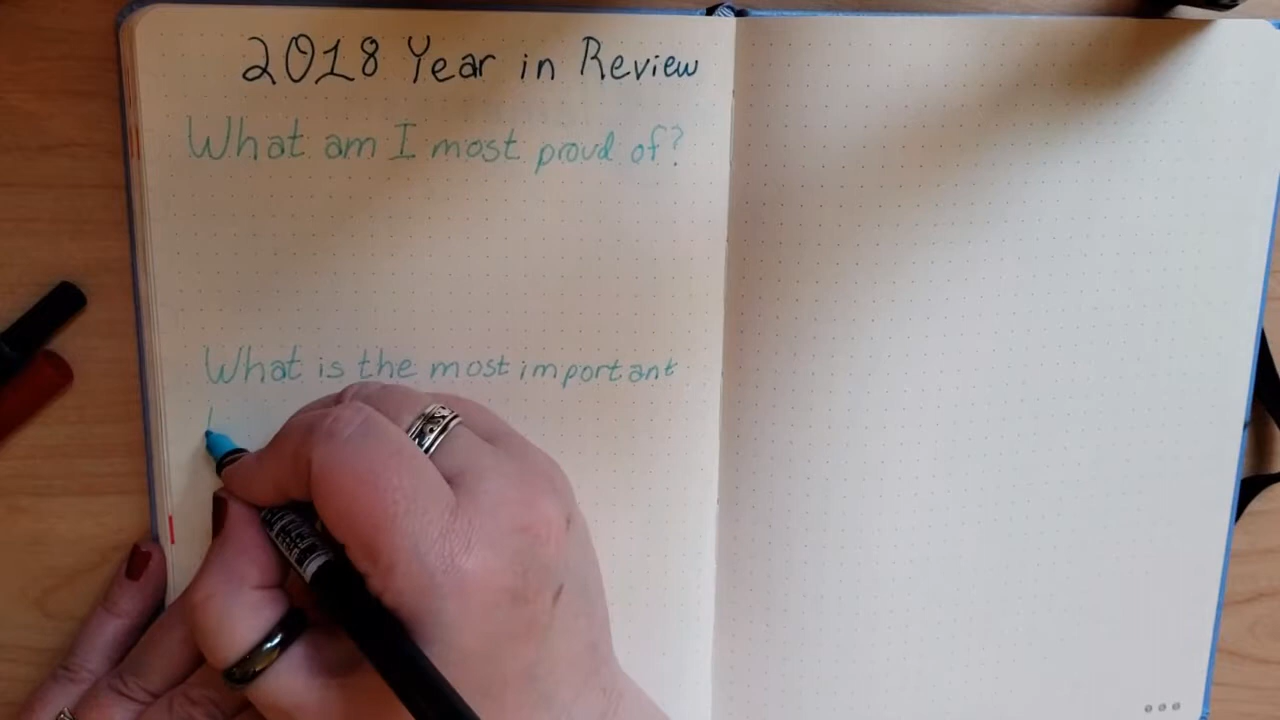 2018 Year in Review
What am I most proud of?
What is the most important